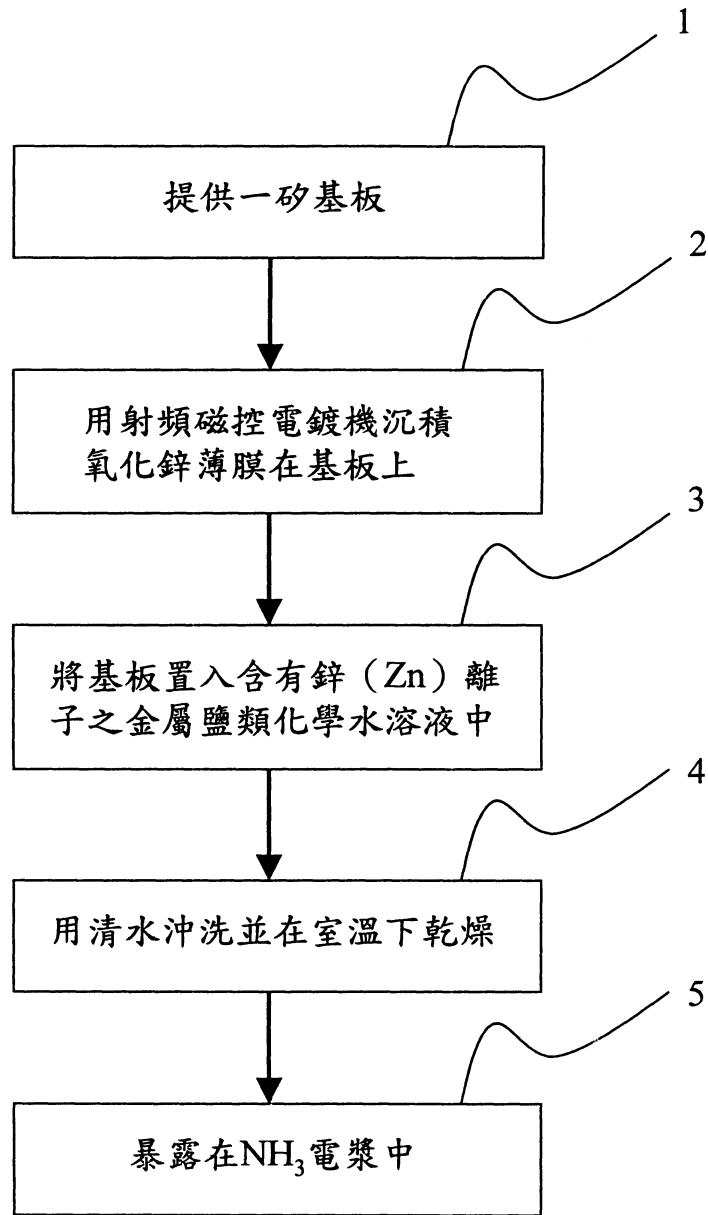 1
提供一矽基板
2
用射頻磁控電鍍機沉積
氧化鋅薄膜在基板上
3
將基板置入含有鋅（Zn）離
子之金屬鹽類化學水溶液中
4
用清水沖洗並在室溫下乾燥
5
暴露在NH₃電漿中